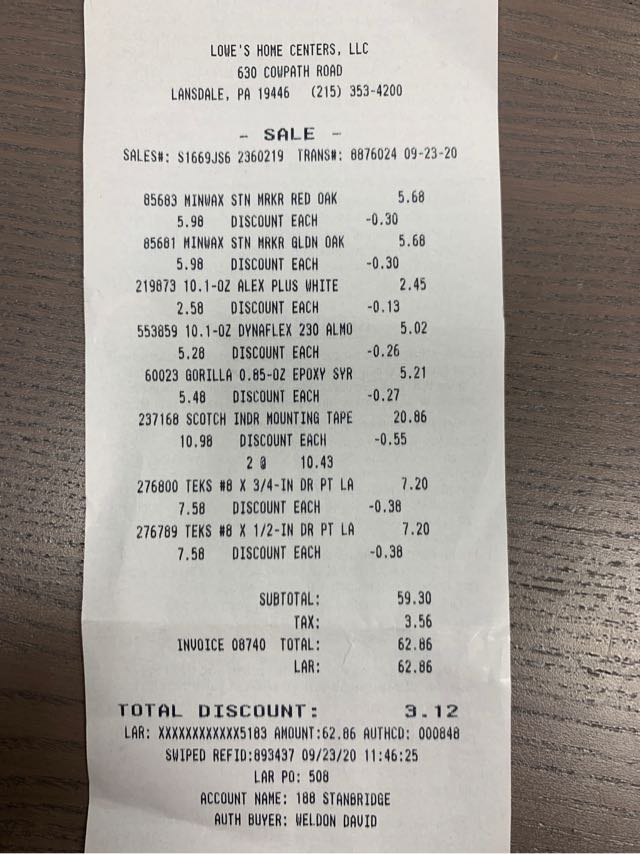 LOWE'S HOME CENTERS, LLC
630 COWPATH ROAD
LANSDALE, PA 19446 (215) 353-4200
- SALE -
SALES#: S1669JS6 2360219 TRANS#: 8876024 09-23-20
85683 MINWAX STN MRKR RED OAK 5.68
5.98 DISCOUNT EACH -0.30
85681 MINWAX STN MRKR GLDN OAK 5.68
5.98 DISCOUNT EACH -0.30
219873 10.1-OZ ALEX PLUS WHITE 2.45
2.58 DISCOUNT EACH -0.13
553859 10.1-OZ DYNAFLEX 230 ALMO 5.02
5.28 DISCOUNT EACH -0.26
60023 GORILLA 0.85-OZ EPOXY SYR 5.21
5.48 DISCOUNT EACH -0.27
237168 SCOTCH INDR MOUNTING TAPE 20.86
10.98 DISCOUNT EACH -0.55
2 @ 10.43
276800 TEKS #8 X 3/4-IN DR PT LA 7.20
7.58 DISCOUNT EACH -0.38
276789 TEKS #8 X 1/2-IN DR PT LA 7.20
7.58 DISCOUNT EACH -0.38
SUBTOTAL: 59.30
TAX: 3.56
INVOICE 08740 TOTAL: 62.86
LAR: 62.86
TOTAL DISCOUNT: 3.12
LAR: XXXXXXXXXXXX5183 AMOUNT:62.86 AUTHCD: 000848
SWIPED REFID:893437 09/23/20 11:46:25
LAR PO: 508
ACCOUNT NAME: 188 STANBRIDGE
AUTH BUYER: WELDON DAVID